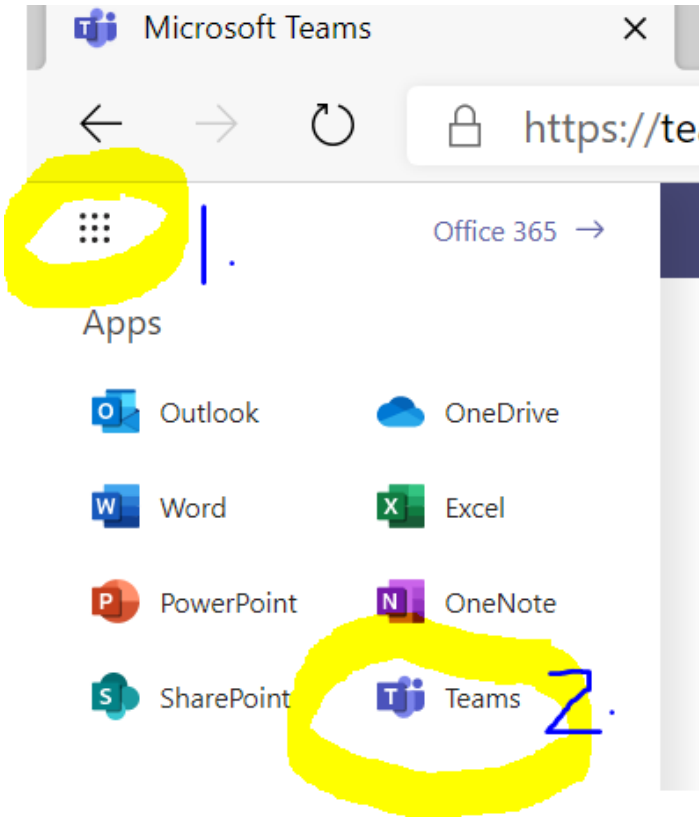 Microsoft Teams
https://te
1.
Office 365 →
Apps
Outlook OneDrive
Word Excel
PowerPoint OneNote
SharePoint Teams 2.